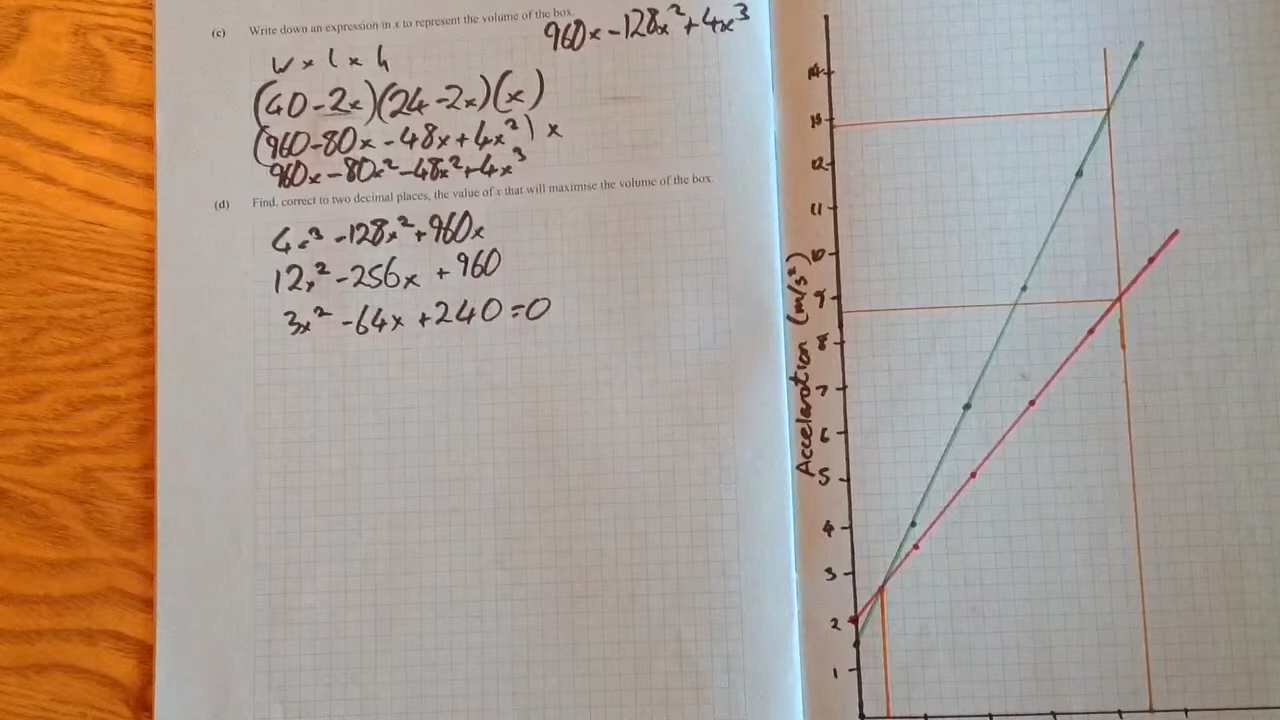 (c) Write down an expression in x to represent the volume of the box.
960x - 128x² + 4x³
w × l × h
(40 - 2x)(24 - 2x)(x)
(960 - 80x - 48x + 4x²) x
960x - 80x² - 48x² + 4x³
(d) Find, correct to two decimal places, the value of x that will maximise the volume of the box.
4x³ - 128x² + 960x
12x² - 256x + 960
3x² - 64x + 240 = 0
14
13
12
11
10
9
8
7
6
5
4
3
2
1
Accelaration (m/s²)